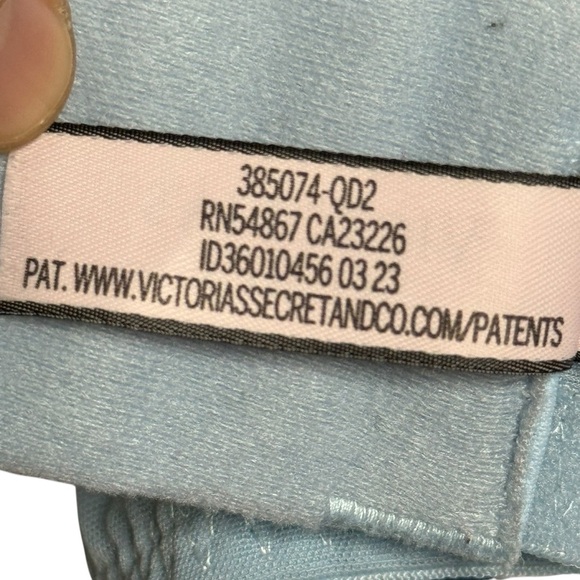 385074-QD2
RN54867 CA23226
ID36010456 03 23
PAT. WWW.VICTORIASSECRETANDCO.COM/PATENTS